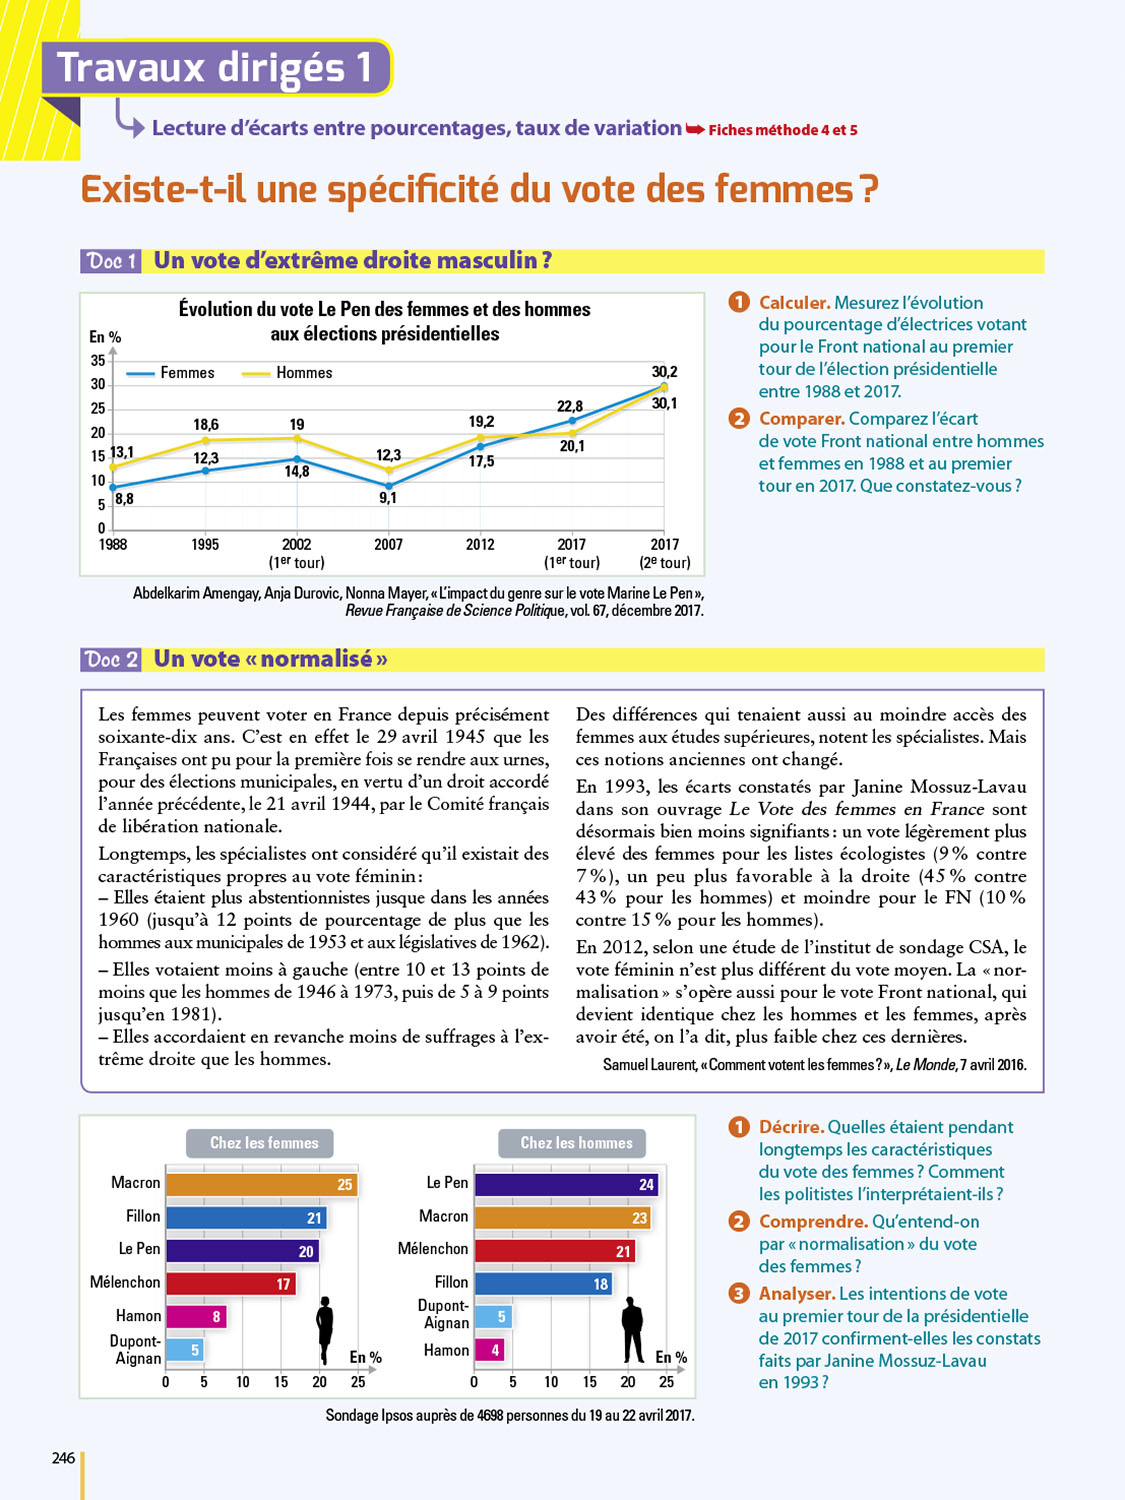 Travaux dirigés 1
Lecture d'écarts entre pourcentages, taux de variation ➥ Fiches méthode 4 et 5
Existe-t-il une spécificité du vote des femmes ?
Doc 1 Un vote d'extrême droite masculin ?
Évolution du vote Le Pen des femmes et des hommes
aux élections présidentielles
En %
35
30
25
20
15
10
5
0
Femmes
Hommes
13,1
18,6
19
12,3
19,2
22,8
30,2
8,8
12,3
14,8
9,1
17,5
20,1
30,1
1988
1995
2002
(1er tour)
2007
2012
2017
(1er tour)
2017
(2e tour)
Abdelkarim Amengay, Anja Durovic, Nonna Mayer, « L'impact du genre sur le vote Marine Le Pen »,
Revue Française de Science Politique, vol. 67, décembre 2017.
1 Calculer. Mesurez l'évolution
du pourcentage d'électrices votant
pour le Front national au premier
tour de l'élection présidentielle
entre 1988 et 2017.
2 Comparer. Comparez l'écart
de vote Front national entre hommes
et femmes en 1988 et au premier
tour en 2017. Que constatez-vous ?
Doc 2 Un vote « normalisé »
Les femmes peuvent voter en France depuis précisément
soixante-dix ans. C'est en effet le 29 avril 1945 que les
Françaises ont pu pour la première fois se rendre aux urnes,
pour des élections municipales, en vertu d'un droit accordé
l'année précédente, le 21 avril 1944, par le Comité français
de libération nationale.
Longtemps, les spécialistes ont considéré qu'il existait des
caractéristiques propres au vote féminin :
– Elles étaient plus abstentionnistes jusque dans les années
1960 (jusqu'à 12 points de pourcentage de plus que les
hommes aux municipales de 1953 et aux législatives de 1962).
– Elles votaient moins à gauche (entre 10 et 13 points de
moins que les hommes de 1946 à 1973, puis de 5 à 9 points
jusqu'en 1981).
– Elles accordaient en revanche moins de suffrages à l'ex-
trême droite que les hommes.
Des différences qui tenaient aussi au moindre accès des
femmes aux études supérieures, notent les spécialistes. Mais
ces notions anciennes ont changé.
En 1993, les écarts constatés par Janine Mossuz-Lavau
dans son ouvrage Le Vote des femmes en France sont
désormais bien moins signifiants : un vote légèrement plus
élevé des femmes pour les listes écologistes (9 % contre
7 %), un peu plus favorable à la droite (45 % contre
43 % pour les hommes) et moindre pour le FN (10 %
contre 15 % pour les hommes).
En 2012, selon une étude de l'institut de sondage CSA, le
vote féminin n'est plus différent du vote moyen. La « nor-
malisation » s'opère aussi pour le vote Front national, qui
devient identique chez les hommes et les femmes, après
avoir été, on l'a dit, plus faible chez ces dernières.
Samuel Laurent, « Comment votent les femmes ? », Le Monde, 7 avril 2016.
Chez les femmes
Macron 25
Fillon 21
Le Pen 20
Mélenchon 17
Hamon 8
Dupont-
Aignan 5
En %
0 5 10 15 20 25
Chez les hommes
Le Pen 24
Macron 23
Mélenchon 21
Fillon 18
Dupont-
Aignan 5
Hamon 4
En %
0 5 10 15 20 25
Sondage Ipsos auprès de 4698 personnes du 19 au 22 avril 2017.
1 Décrire. Quelles étaient pendant
longtemps les caractéristiques
du vote des femmes ? Comment
les politistes l'interprétaient-ils ?
2 Comprendre. Qu'entend-on
par « normalisation » du vote
des femmes ?
3 Analyser. Les intentions de vote
au premier tour de la présidentielle
de 2017 confirment-elles les constats
faits par Janine Mossuz-Lavau
en 1993 ?
246